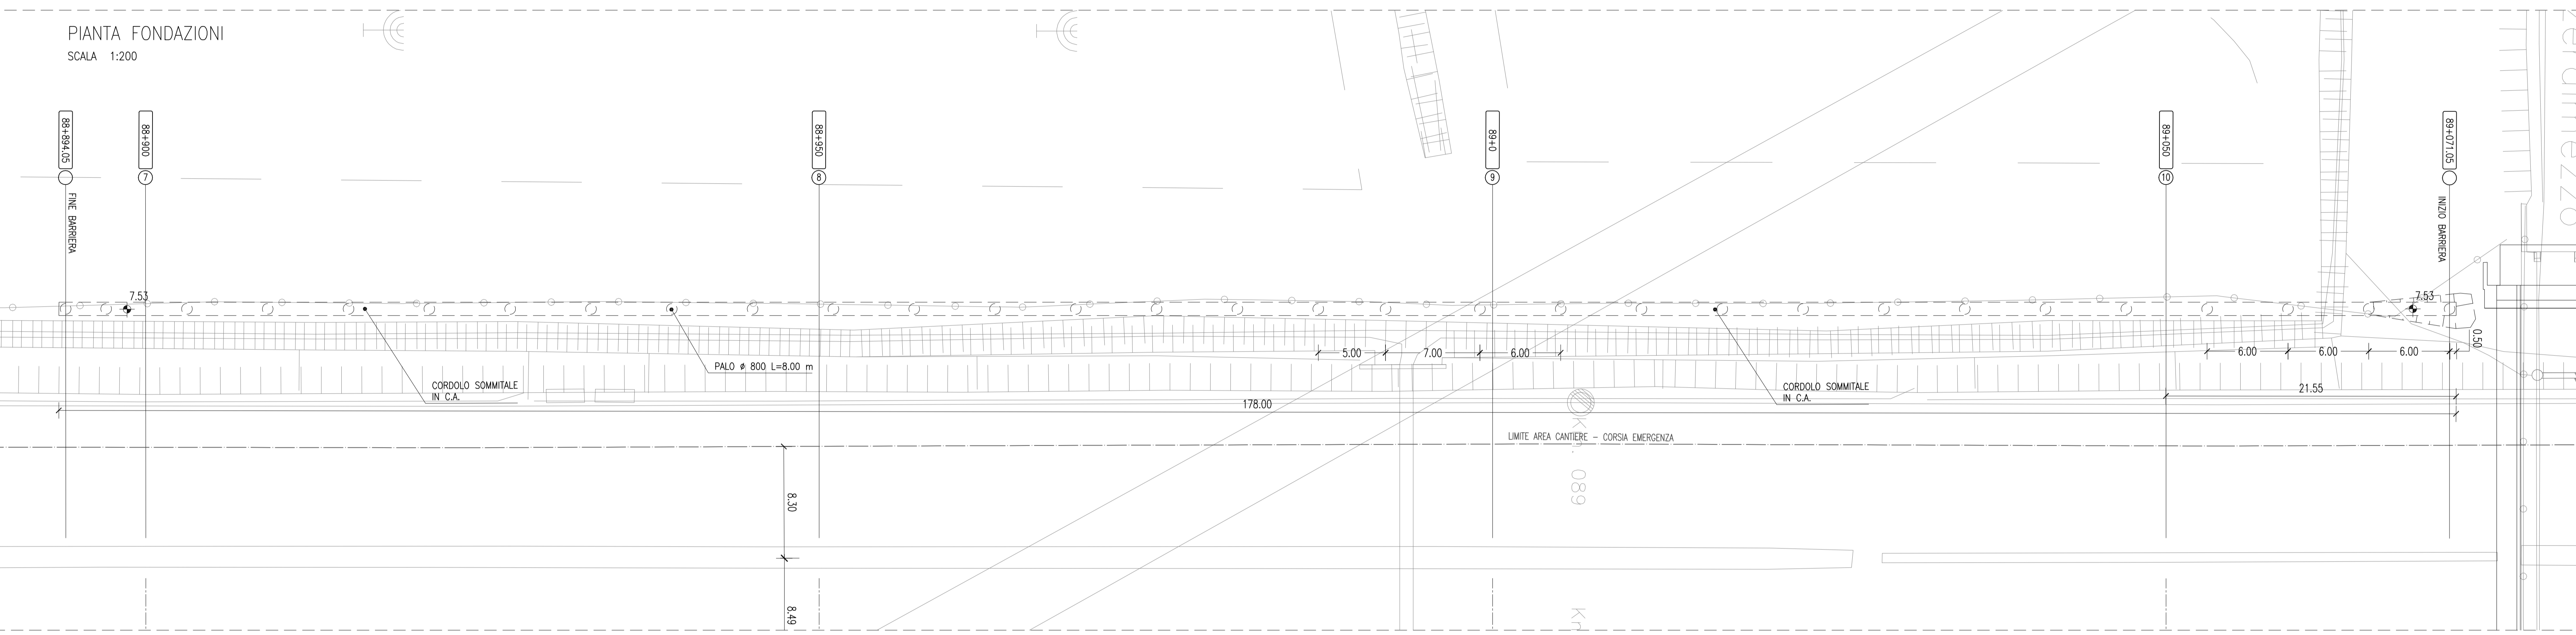 PIANTA FONDAZIONI
SCALA 1:200
88+894.05
88+900
7
88+950
8
89+0
9
89+050
10
89+071.05
FINE BARRIERA
INIZIO BARRIERA
7.53
7.53
0.50
5.00
7.00
6.00
6.00
6.00
6.00
PALO ø 800 L=8.00 m
CORDOLO SOMMITALE
IN C.A.
CORDOLO SOMMITALE
IN C.A.
21.55
178.00
LIMITE AREA CANTIERE - CORSIA EMERGENZA
8.30
089
8.49